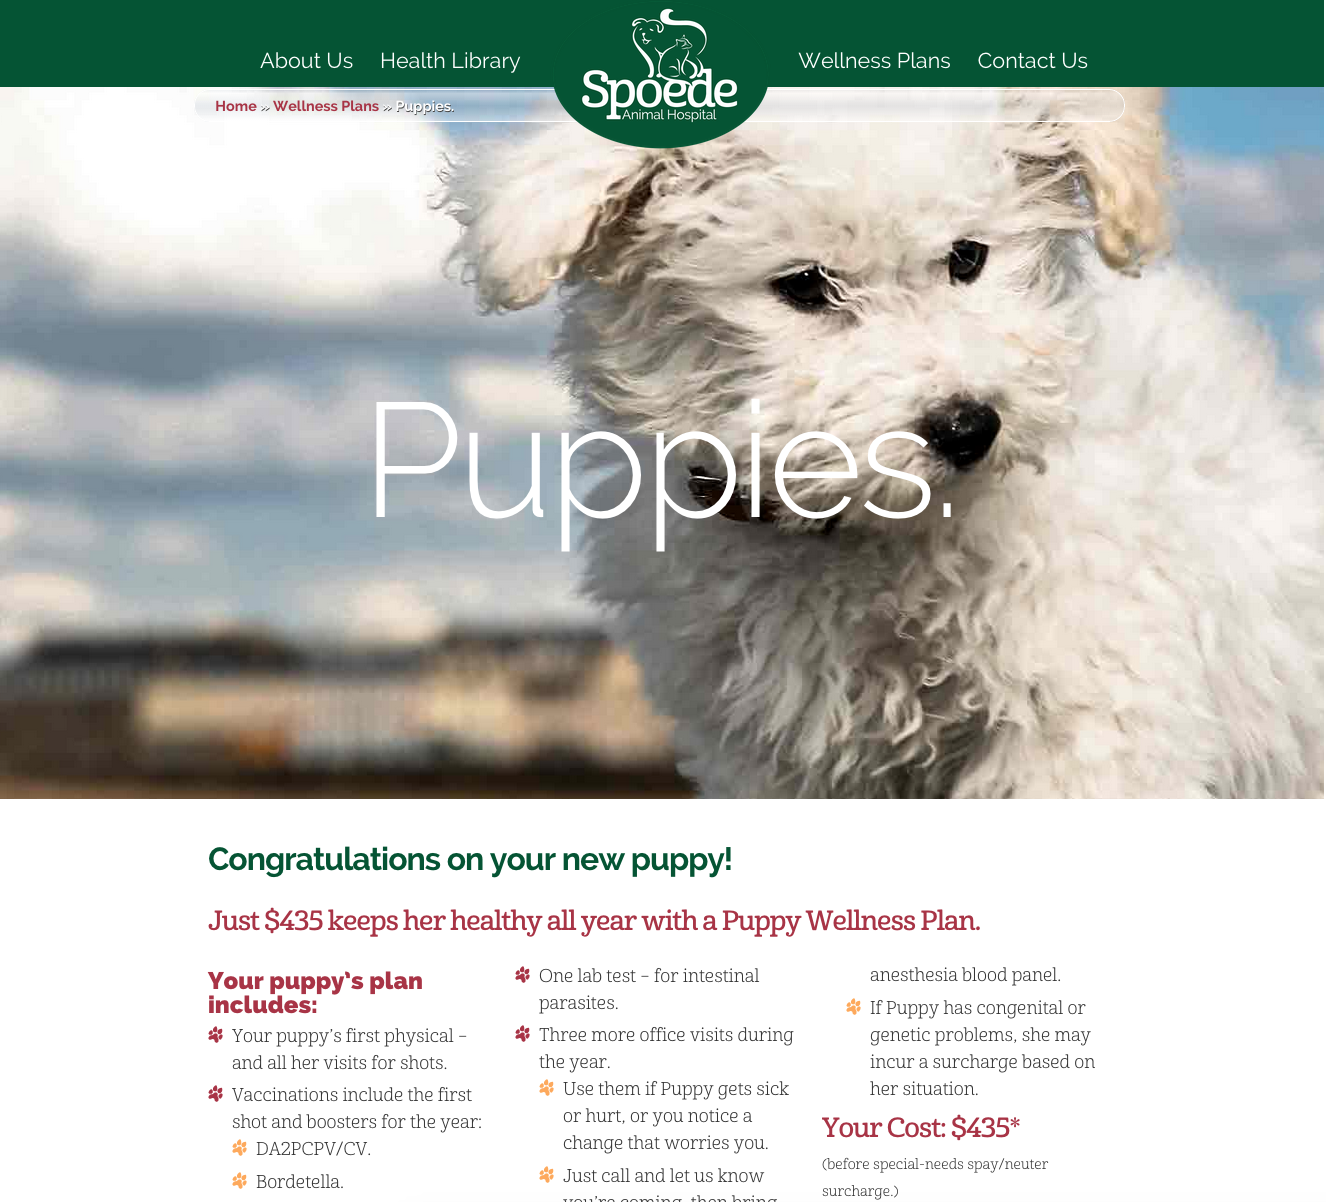 About Us
Health Library
Spoede
Animal Hospital
Wellness Plans
Contact Us
Home » Wellness Plans » Puppies.
Puppies.
Congratulations on your new puppy!
Just $435 keeps her healthy all year with a Puppy Wellness Plan.
Your puppy's plan
includes:
Your puppy's first physical –
and all her visits for shots.
Vaccinations include the first
shot and boosters for the year:
DA2PCPV/CV.
Bordetella.
One lab test – for intestinal
parasites.
Three more office visits during
the year.
Use them if Puppy gets sick
or hurt, or you notice a
change that worries you.
Just call and let us know
you're coming, then bring
anesthesia blood panel.
If Puppy has congenital or
genetic problems, she may
incur a surcharge based on
her situation.
Your Cost: $435*
(before special-needs spay/neuter
surcharge.)